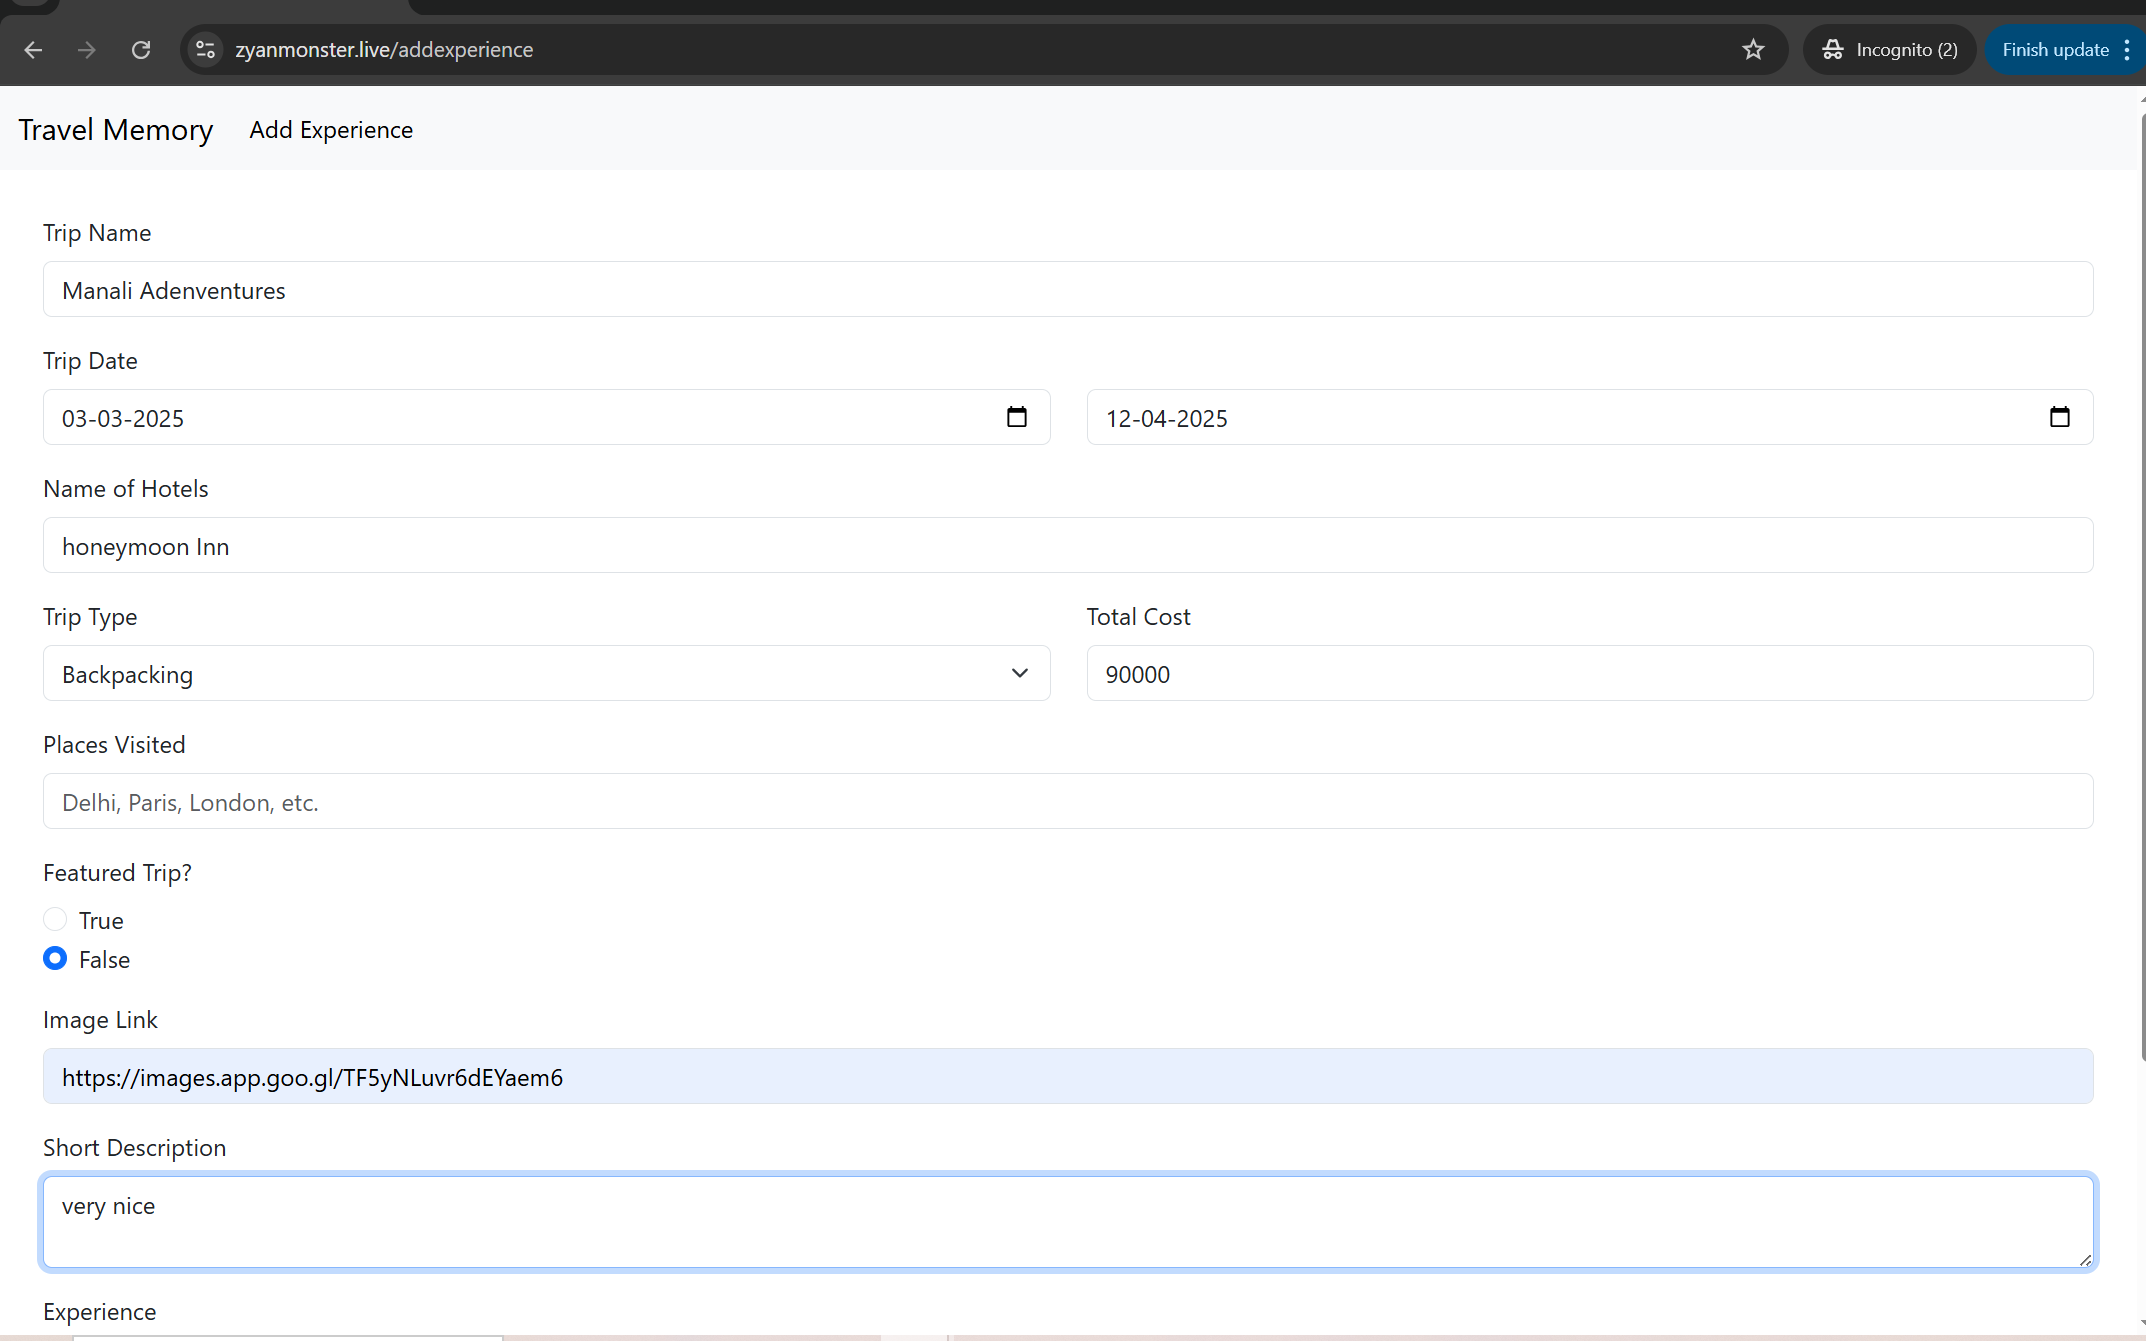 zyanmonster.live/addexperience
Incognito (2)
Finish update
Travel Memory
Add Experience
Trip Name
Manali Adenventures
Trip Date
03-03-2025
12-04-2025
Name of Hotels
honeymoon Inn
Trip Type
Total Cost
Backpacking
90000
Places Visited
Delhi, Paris, London, etc.
Featured Trip?
True
False
Image Link
https://images.app.goo.gl/TF5yNLuvr6dEYaem6
Short Description
very nice
Experience